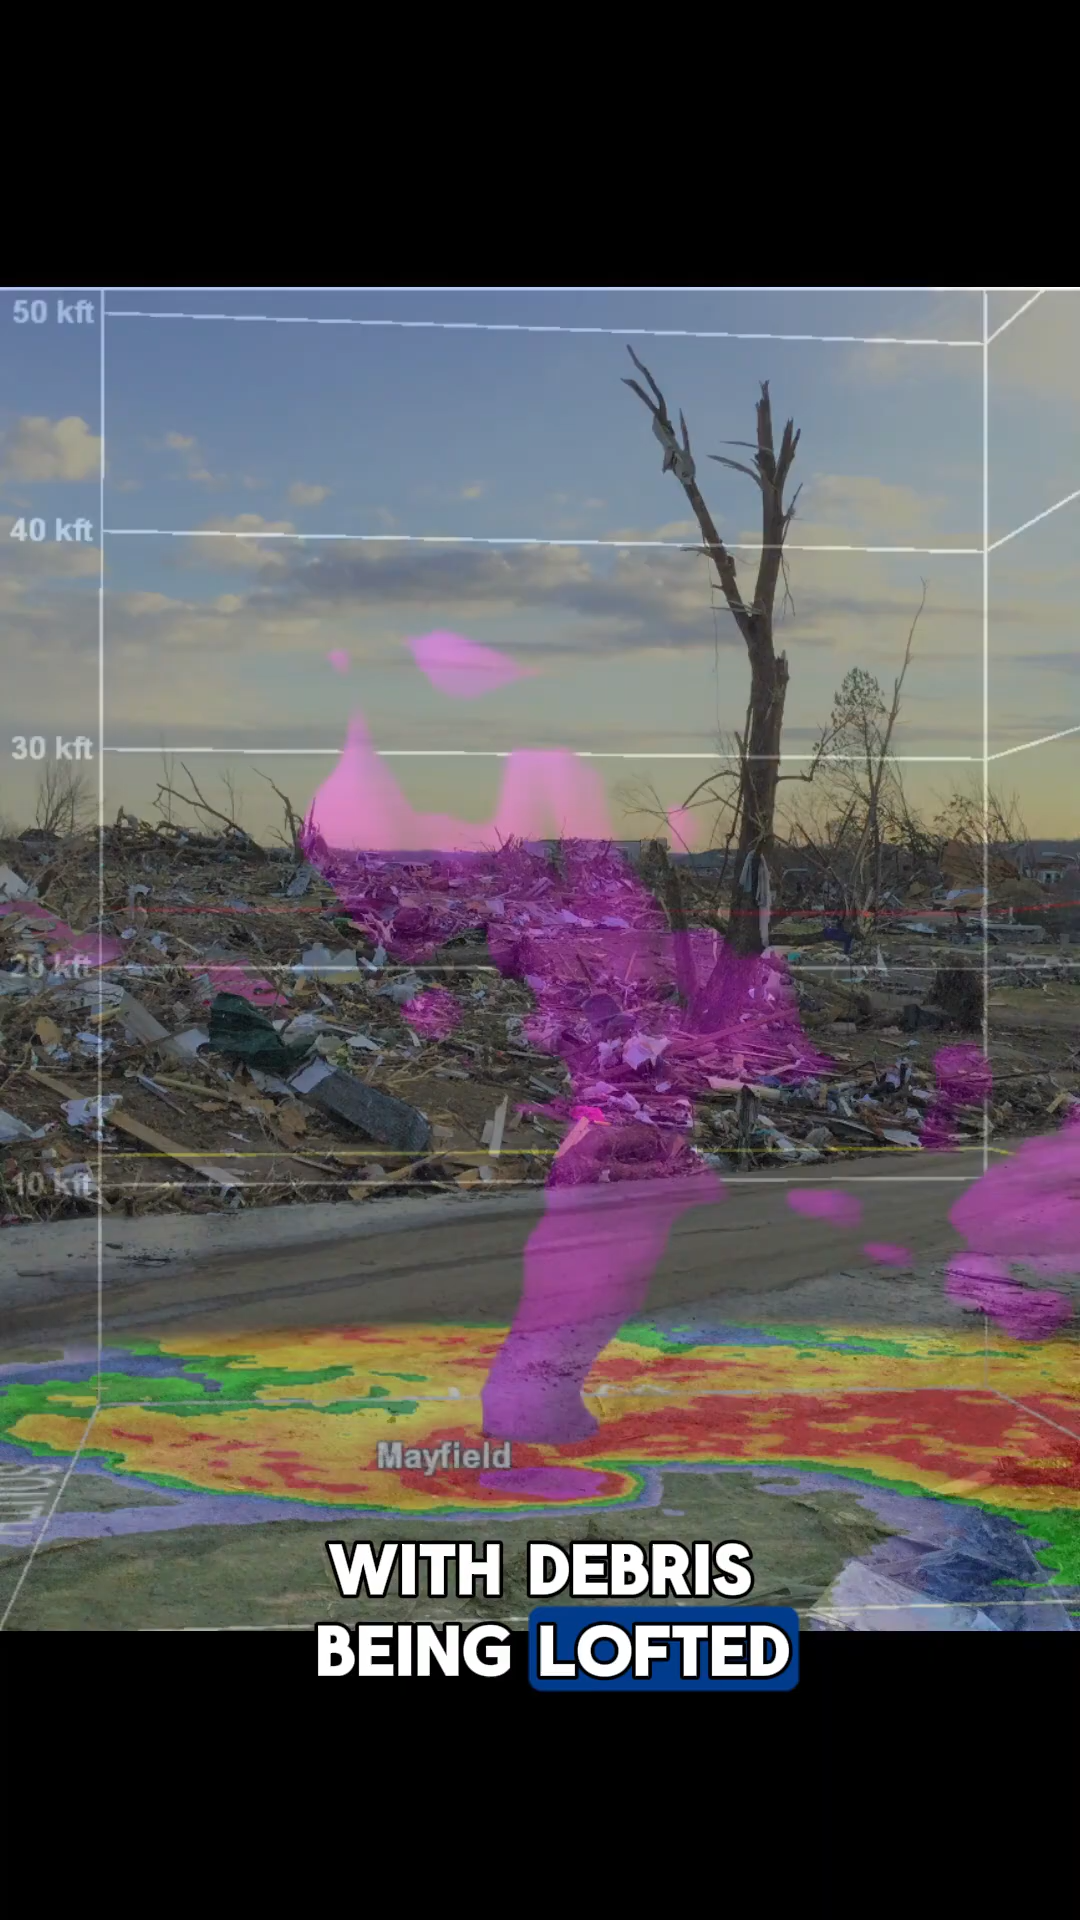 50 kft
40 kft
30 kft
20 kft
10 kft
Mayfield
WITH DEBRIS
BEING LOFTED